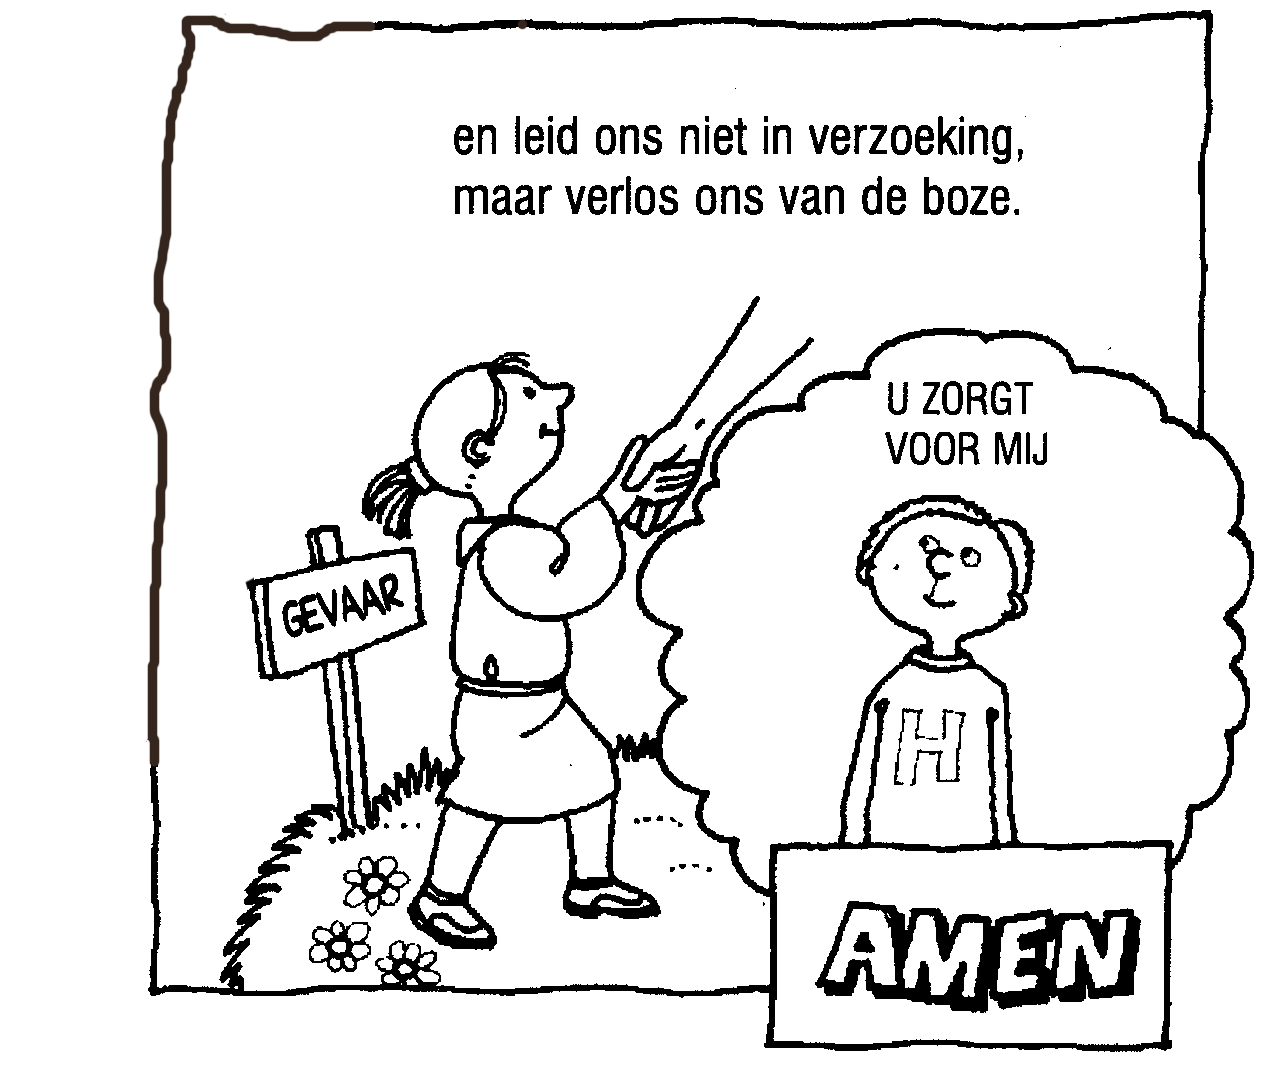 en leid ons niet in verzoeking,
maar verlos ons van de boze.
U ZORGT
VOOR MIJ
GEVAAR
H
AMEN